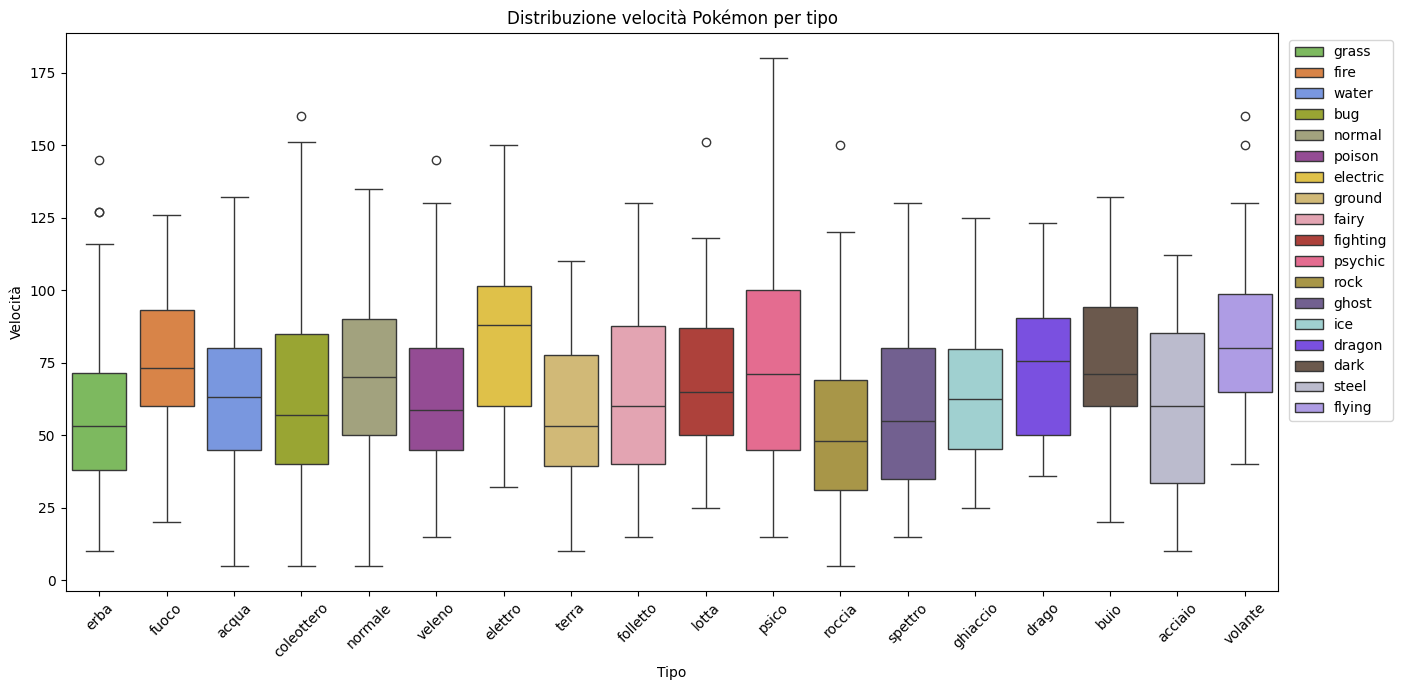 Distribuzione velocità Pokémon per tipo
175
150
125
100
75
50
25
0
Velocità
erba
fuoco
acqua
coleottero
normale
veleno
elettro
terra
folletto
lotta
psico
roccia
spettro
ghiaccio
drago
buio
acciaio
volante
Tipo
grass
fire
water
bug
normal
poison
electric
ground
fairy
fighting
psychic
rock
ghost
ice
dragon
dark
steel
flying